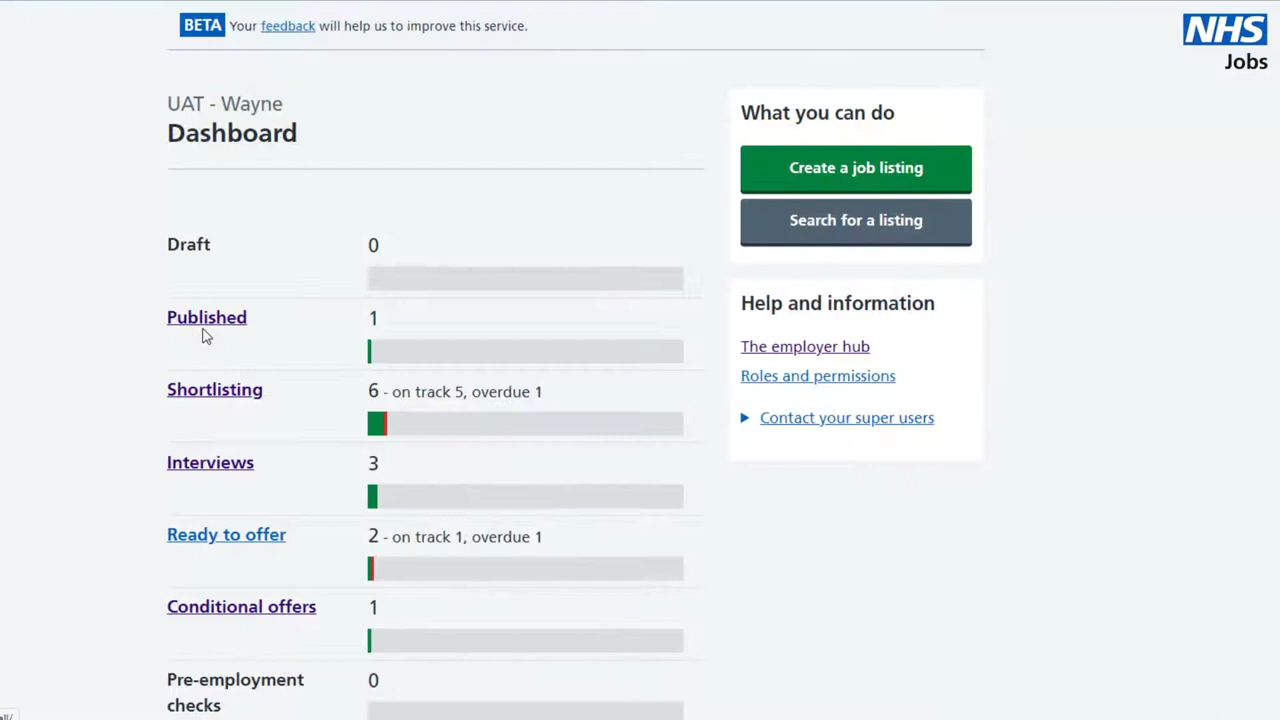 BETA Your feedback will help us to improve this service.
NHS
Jobs
UAT - Wayne
Dashboard
Draft 0
Published 1
Shortlisting 6 - on track 5, overdue 1
Interviews 3
Ready to offer 2 - on track 1, overdue 1
Conditional offers 1
Pre-employment 0
checks
What you can do
Create a job listing
Search for a listing
Help and information
The employer hub
Roles and permissions
Contact your super users